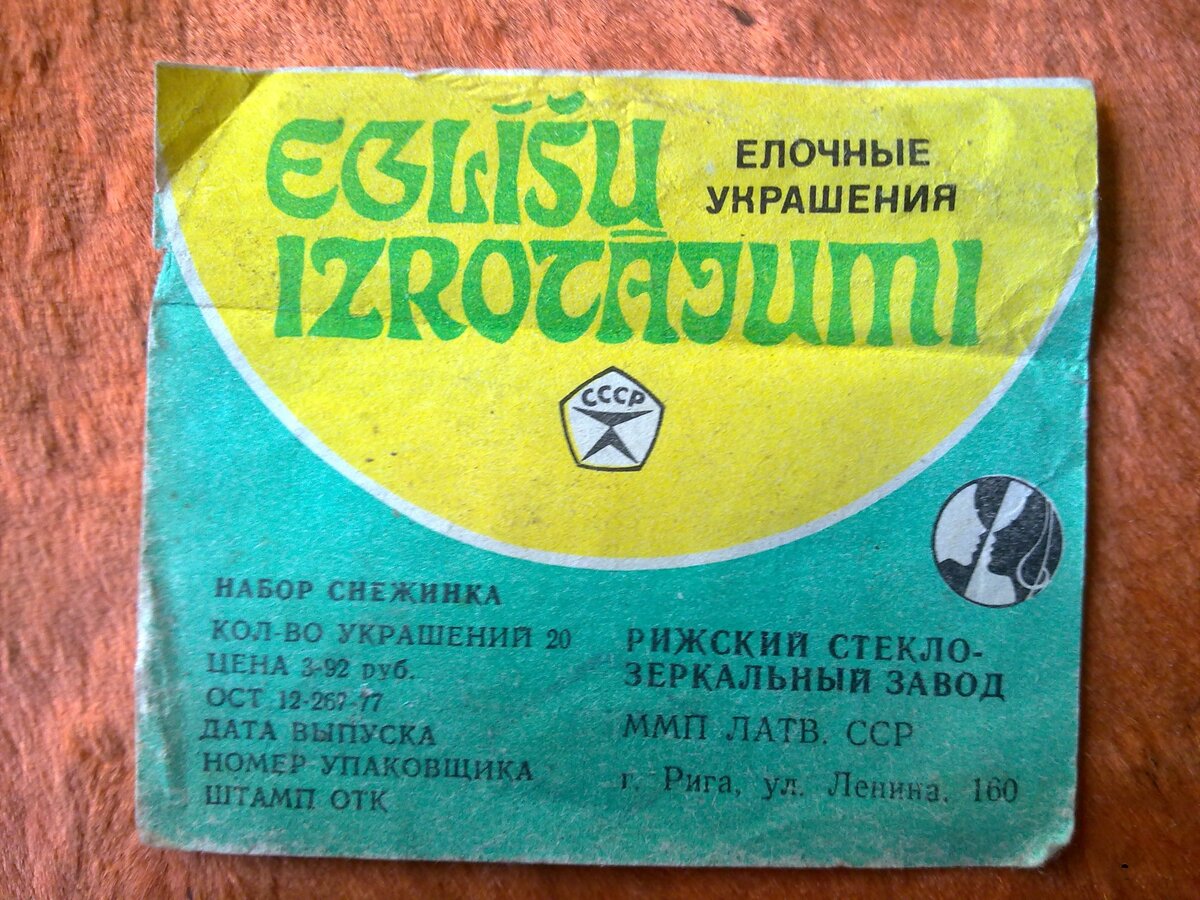 EGLĪŠU
IZROTĀJUMI
ЕЛОЧНЫЕ
УКРАШЕНИЯ
СССР
НАБОР СНЕЖИНКА
КОЛ-ВО УКРАШЕНИЙ 20
ЦЕНА 3-92 руб.
ОСТ 12-267-77
ДАТА ВЫПУСКА
НОМЕР УПАКОВЩИКА
ШТАМП ОТК
РИЖСКИЙ СТЕКЛО-
ЗЕРКАЛЬНЫЙ ЗАВОД
ММП ЛАТВ. ССР
г. Рига, ул. Ленина, 160